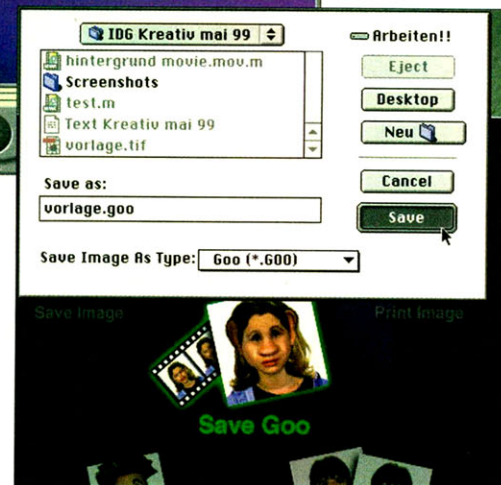 IDG Kreativ mai 99
Arbeiten!!
hintergrund movie.mov.m
Screenshots
test.m
Text Kreativ mai 99
vorlage.tif
Eject
Desktop
Neu
Save as:
vorlage.goo
Cancel
Save
Save Image As Type: Goo (*.GOO)
Save Image
Print Image
Save Goo